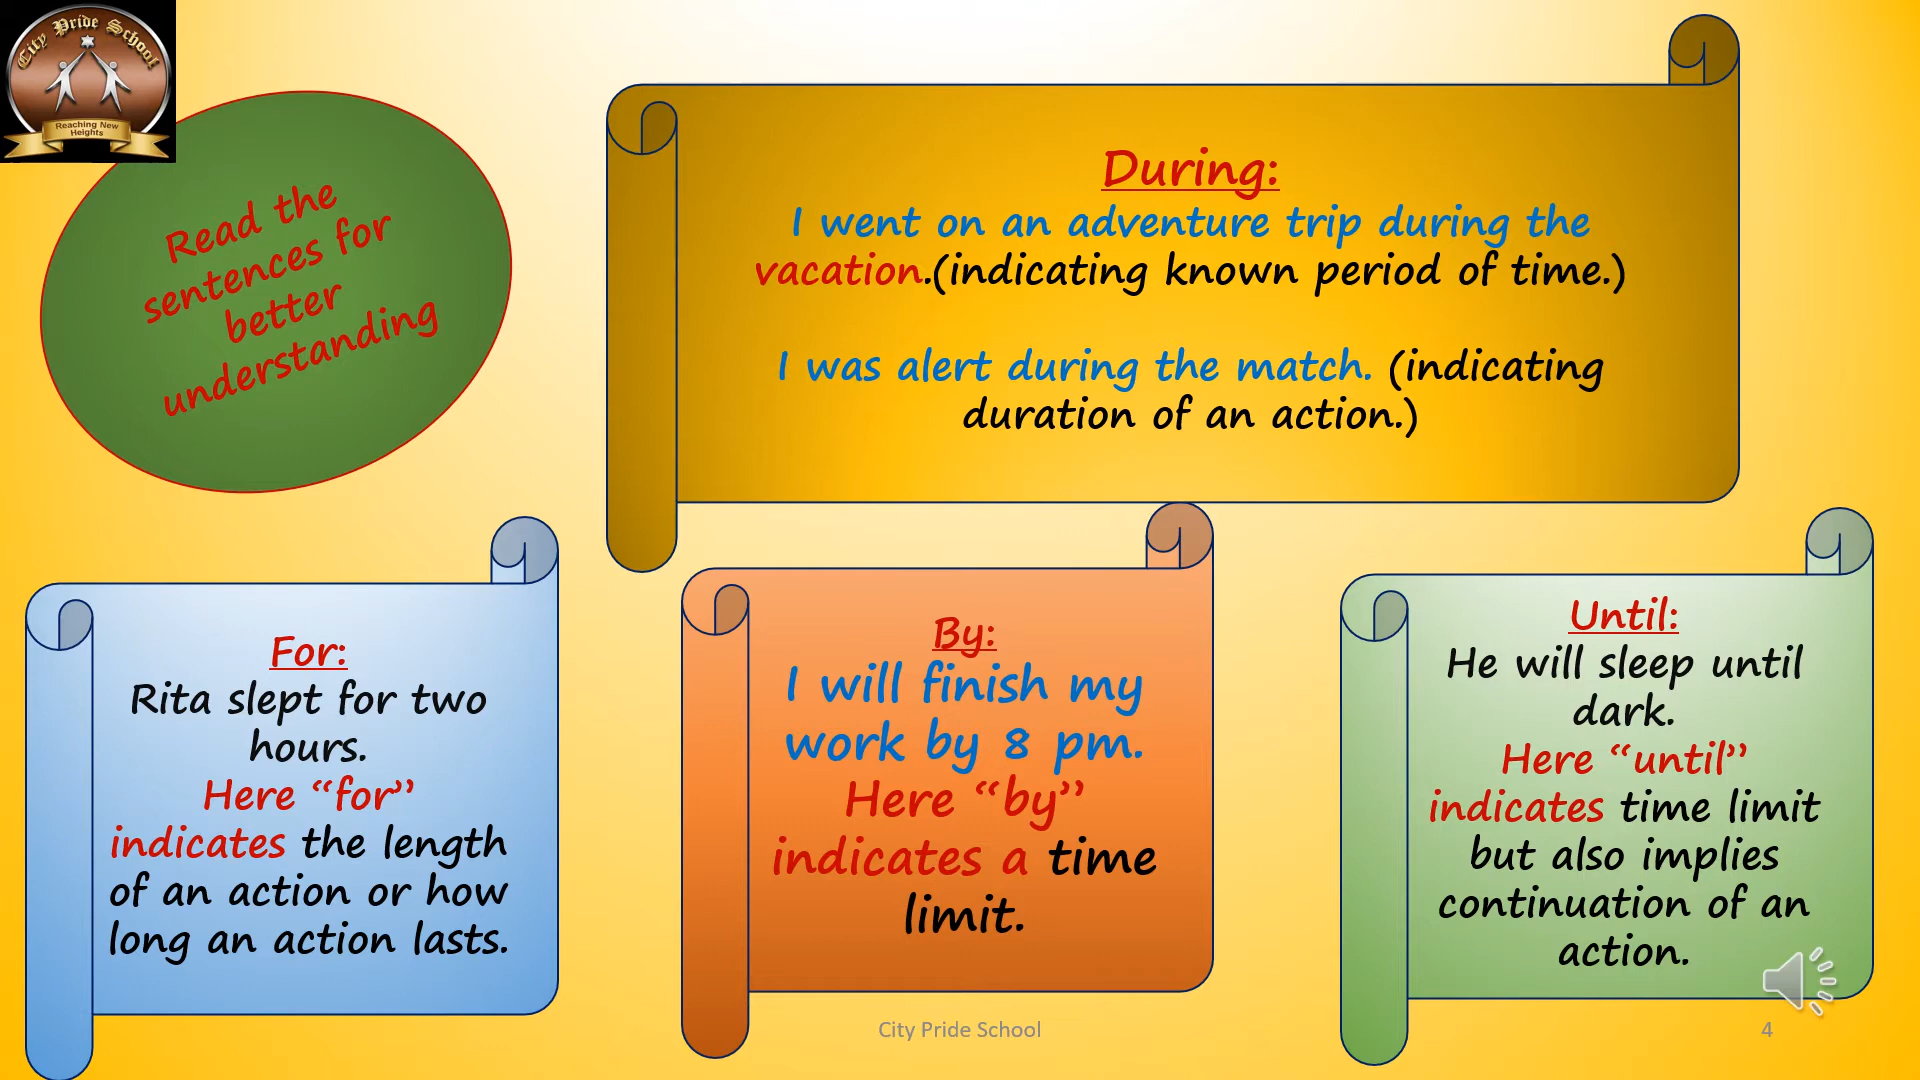 City Pride School
Reaching New
Heights
Read the
sentences for
better
understanding
During:
I went on an adventure trip during the
vacation.(indicating known period of time.)
I was alert during the match. (indicating
duration of an action.)
For:
Rita slept for two
hours.
Here “for”
indicates the length
of an action or how
long an action lasts.
By:
I will finish my
work by 8 pm.
Here “by”
indicates a time
limit.
Until:
He will sleep until
dark.
Here “until”
indicates time limit
but also implies
continuation of an
action.
City Pride School
4